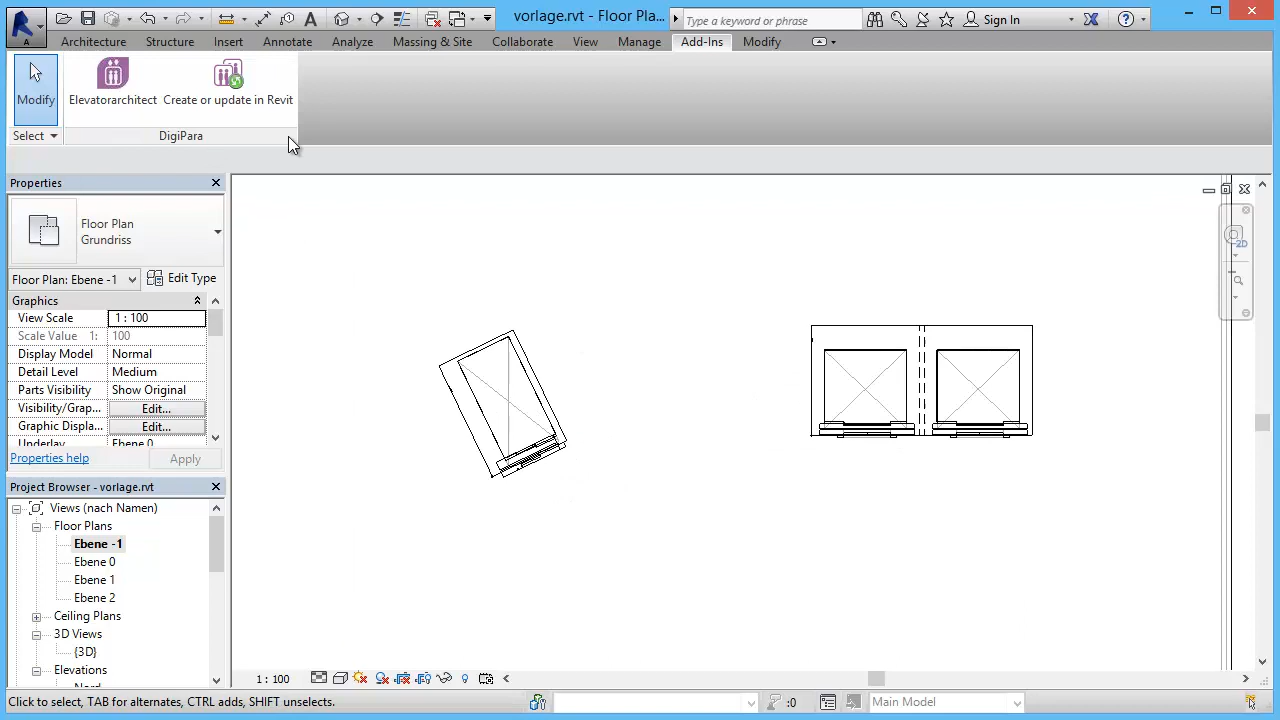 vorlage.rvt - Floor Pla...
Type a keyword or phrase
Sign In
Architecture
Structure
Insert
Annotate
Analyze
Massing & Site
Collaborate
View
Manage
Add-Ins
Modify
Modify
Elevatorarchitect
Create or update in Revit
Select
DigiPara
Properties
Floor Plan
Grundriss
Floor Plan: Ebene -1
Edit Type
Graphics
View Scale
1 : 100
Scale Value 1:
100
Display Model
Normal
Detail Level
Medium
Parts Visibility
Show Original
Visibility/Grap...
Edit...
Graphic Displa...
Edit...
Underlay
Ebene 0
Properties help
Apply
Project Browser - vorlage.rvt
Views (nach Namen)
Floor Plans
Ebene -1
Ebene 0
Ebene 1
Ebene 2
Ceiling Plans
3D Views
{3D}
Elevations
Nord
2D
1 : 100
Click to select, TAB for alternates, CTRL adds, SHIFT unselects.
:0
Main Model